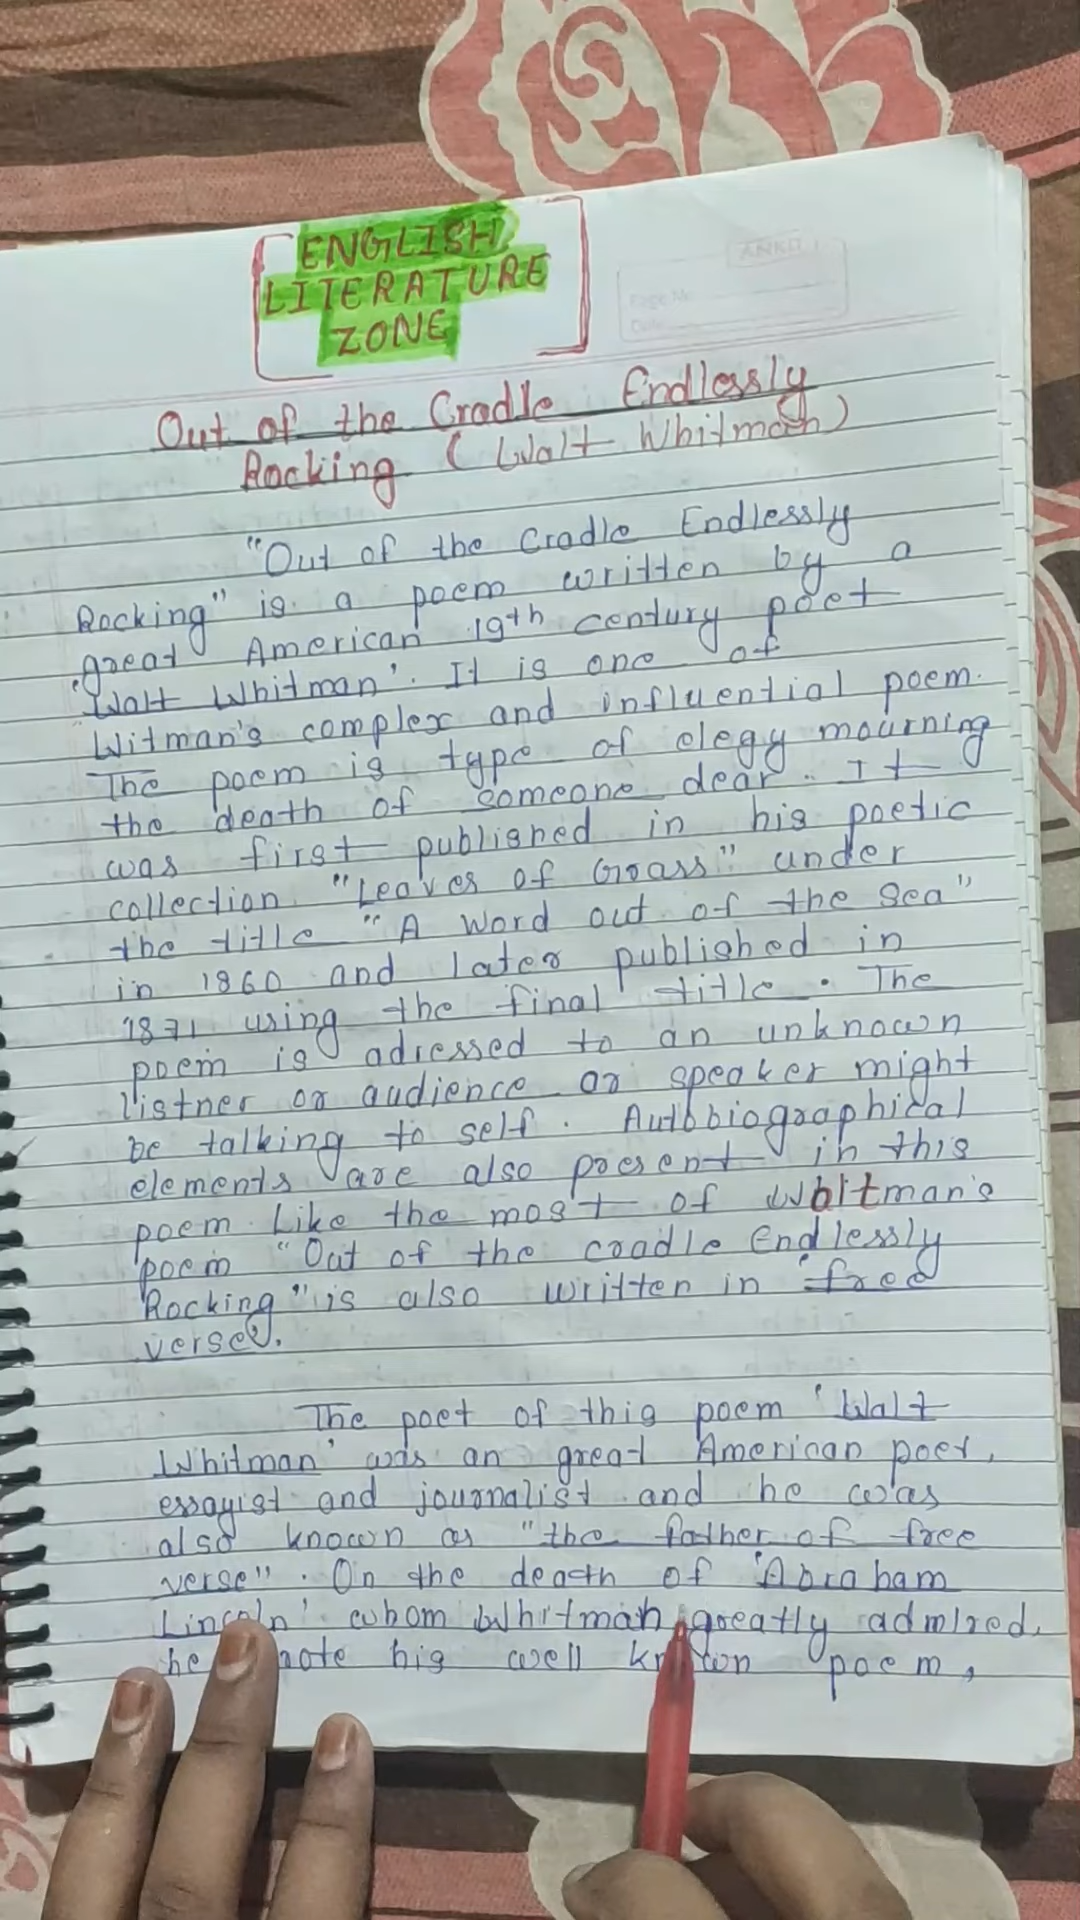 ENGLISH
LITERATURE
ZONE
Out of the Cradle Endlessly
Rocking (Walt Whitman)
"Out of the Cradle Endlessly
Rocking" is a poem written by a
great American 19th century poet
'Walt Whitman'. It is one of
Witman's complex and influential poem.
The poem is type of elegy mourning
the death of someone dear. It
was first published in his poetic
collection "Leaves of Grass" under
the title "A Word out of the Sea"
in 1860 and later published in
1871 using the final title. The
poem is adressed to an unknown
listner or audience or speaker might
be talking to self. Autobiographical
elements are also present in this
poem. Like the most of Whitman's
poem "Out of the cradle Endlessly
Rocking" is also written in 'free
verse'.
The poet of this poem 'Walt
Whitman' was an great American poet,
essayist and journalist and he was
also known as "the father of free
verse". On the death of 'Abraham
Lincoln' whom Whitman greatly admired,
he his well known poem,